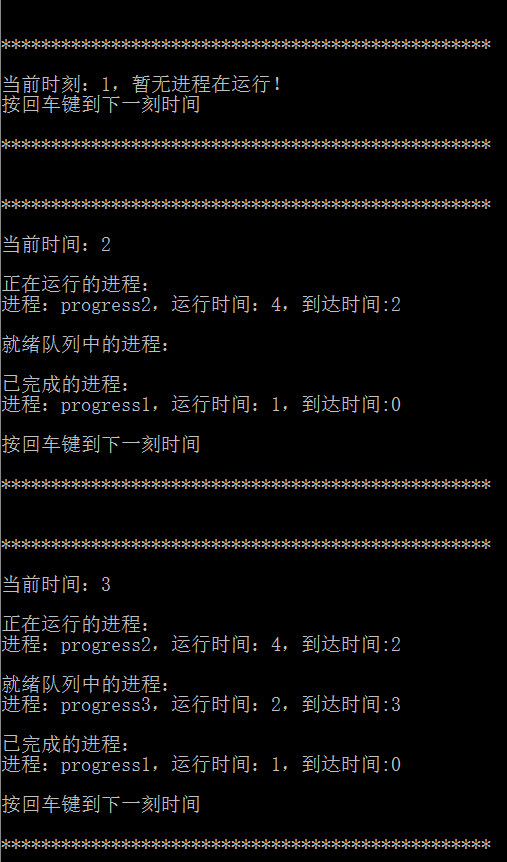 *************************************************
当前时刻：1，暂无进程在运行！
按回车键到下一刻时间
*************************************************
*************************************************
当前时间：2
正在运行的进程：
进程：progress2，运行时间：4，到达时间:2
就绪队列中的进程：
已完成的进程：
进程：progress1，运行时间：1，到达时间:0
按回车键到下一刻时间
*************************************************
*************************************************
当前时间：3
正在运行的进程：
进程：progress2，运行时间：4，到达时间:2
就绪队列中的进程：
进程：progress3，运行时间：2，到达时间:3
已完成的进程：
进程：progress1，运行时间：1，到达时间:0
按回车键到下一刻时间
*************************************************